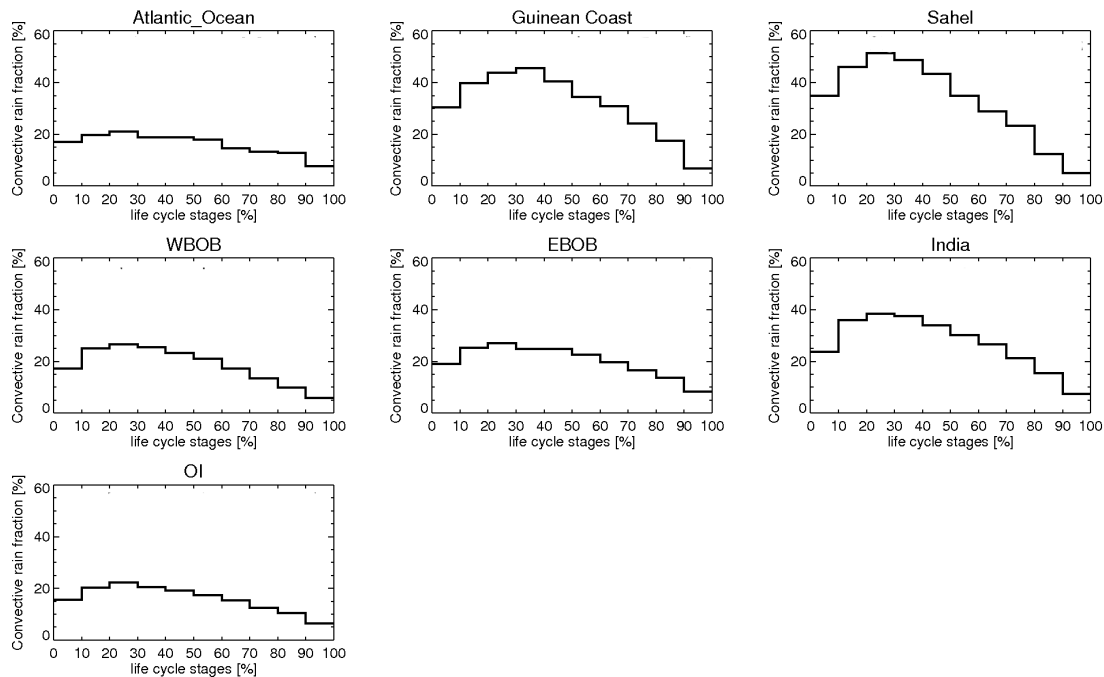 Atlantic_Ocean
Convective rain fraction [%]
60
40
20
0
0 10 20 30 40 50 60 70 80 90 100
life cycle stages [%]
Guinean Coast
Convective rain fraction [%]
60
40
20
0
0 10 20 30 40 50 60 70 80 90 100
life cycle stages [%]
Sahel
Convective rain fraction [%]
60
40
20
0
0 10 20 30 40 50 60 70 80 90 100
life cycle stages [%]
WBOB
Convective rain fraction [%]
60
40
20
0
0 10 20 30 40 50 60 70 80 90 100
life cycle stages [%]
EBOB
Convective rain fraction [%]
60
40
20
0
0 10 20 30 40 50 60 70 80 90 100
life cycle stages [%]
India
Convective rain fraction [%]
60
40
20
0
0 10 20 30 40 50 60 70 80 90 100
life cycle stages [%]
OI
Convective rain fraction [%]
60
40
20
0
0 10 20 30 40 50 60 70 80 90 100
life cycle stages [%]